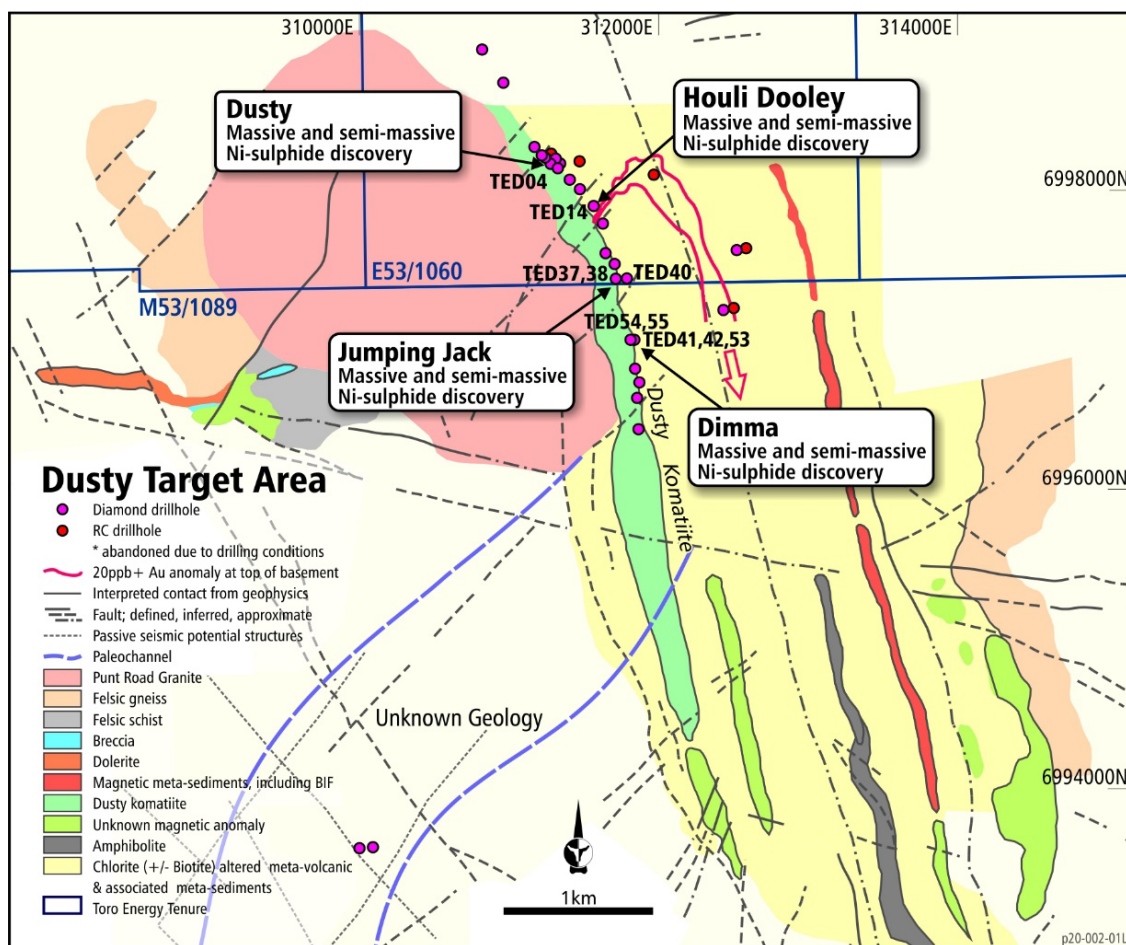 310000E
312000E
314000E
Dusty
Massive and semi-massive
Ni-sulphide discovery
Houli Dooley
Massive and semi-massive
Ni-sulphide discovery
TED04
6998000N
TED14
E53/1060
TED37,38
TED40
M53/1089
TED54,55
TED41,42,53
Jumping Jack
Massive and semi-massive
Ni-sulphide discovery
Dusty
Komatiite
Dimma
Massive and semi-massive
Ni-sulphide discovery
6996000N
Dusty Target Area
Diamond drillhole
RC drillhole
* abandoned due to drilling conditions
20ppb+ Au anomaly at top of basement
Interpreted contact from geophysics
Fault; defined, inferred, approximate
Passive seismic potential structures
Paleochannel
Punt Road Granite
Felsic gneiss
Felsic schist
Breccia
Dolerite
Magnetic meta-sediments, including BIF
Dusty komatiite
Unknown magnetic anomaly
Amphibolite
Chlorite (+/- Biotite) altered meta-volcanic
& associated meta-sediments
Toro Energy Tenure
Unknown Geology
6994000N
1km
p20-002-01L